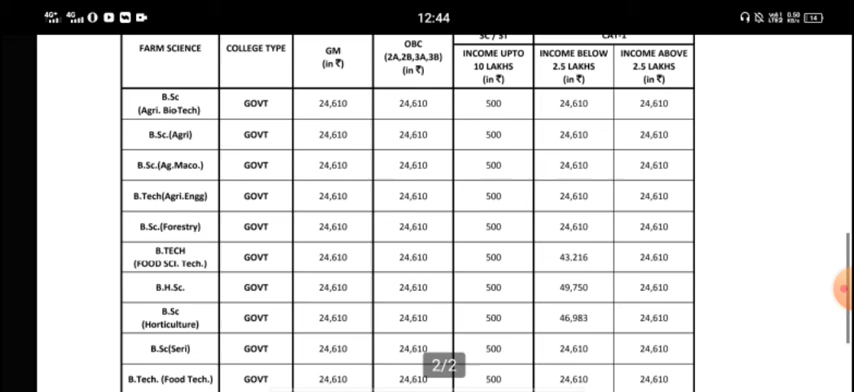 4G+ 4G 12:44 Vo1 0.50 LTE2 KB/s 14
SC / ST CAT-1
FARM SCIENCE COLLEGE TYPE GM (in ₹) OBC (2A,2B,3A,3B) (in ₹) INCOME UPTO 10 LAKHS (in ₹) INCOME BELOW 2.5 LAKHS (in ₹) INCOME ABOVE 2.5 LAKHS (in ₹)
B.Sc (Agri. BioTech) GOVT 24,610 24,610 500 24,610 24,610
B.Sc.(Agri) GOVT 24,610 24,610 500 24,610 24,610
B.Sc.(Ag.Maco.) GOVT 24,610 24,610 500 24,610 24,610
B.Tech(Agri.Engg) GOVT 24,610 24,610 500 24,610 24,610
B.Sc.(Forestry) GOVT 24,610 24,610 500 24,610 24,610
B.TECH (FOOD SCI. Tech.) GOVT 24,610 24,610 500 43,216 24,610
B.H.Sc. GOVT 24,610 24,610 500 49,750 24,610
B.Sc (Horticulture) GOVT 24,610 24,610 500 46,983 24,610
B.Sc(Seri) GOVT 24,610 24,610 500 24,610 24,610
2/2
B.Tech. (Food Tech.) GOVT 24,610 24,610 500 24,610 24,610